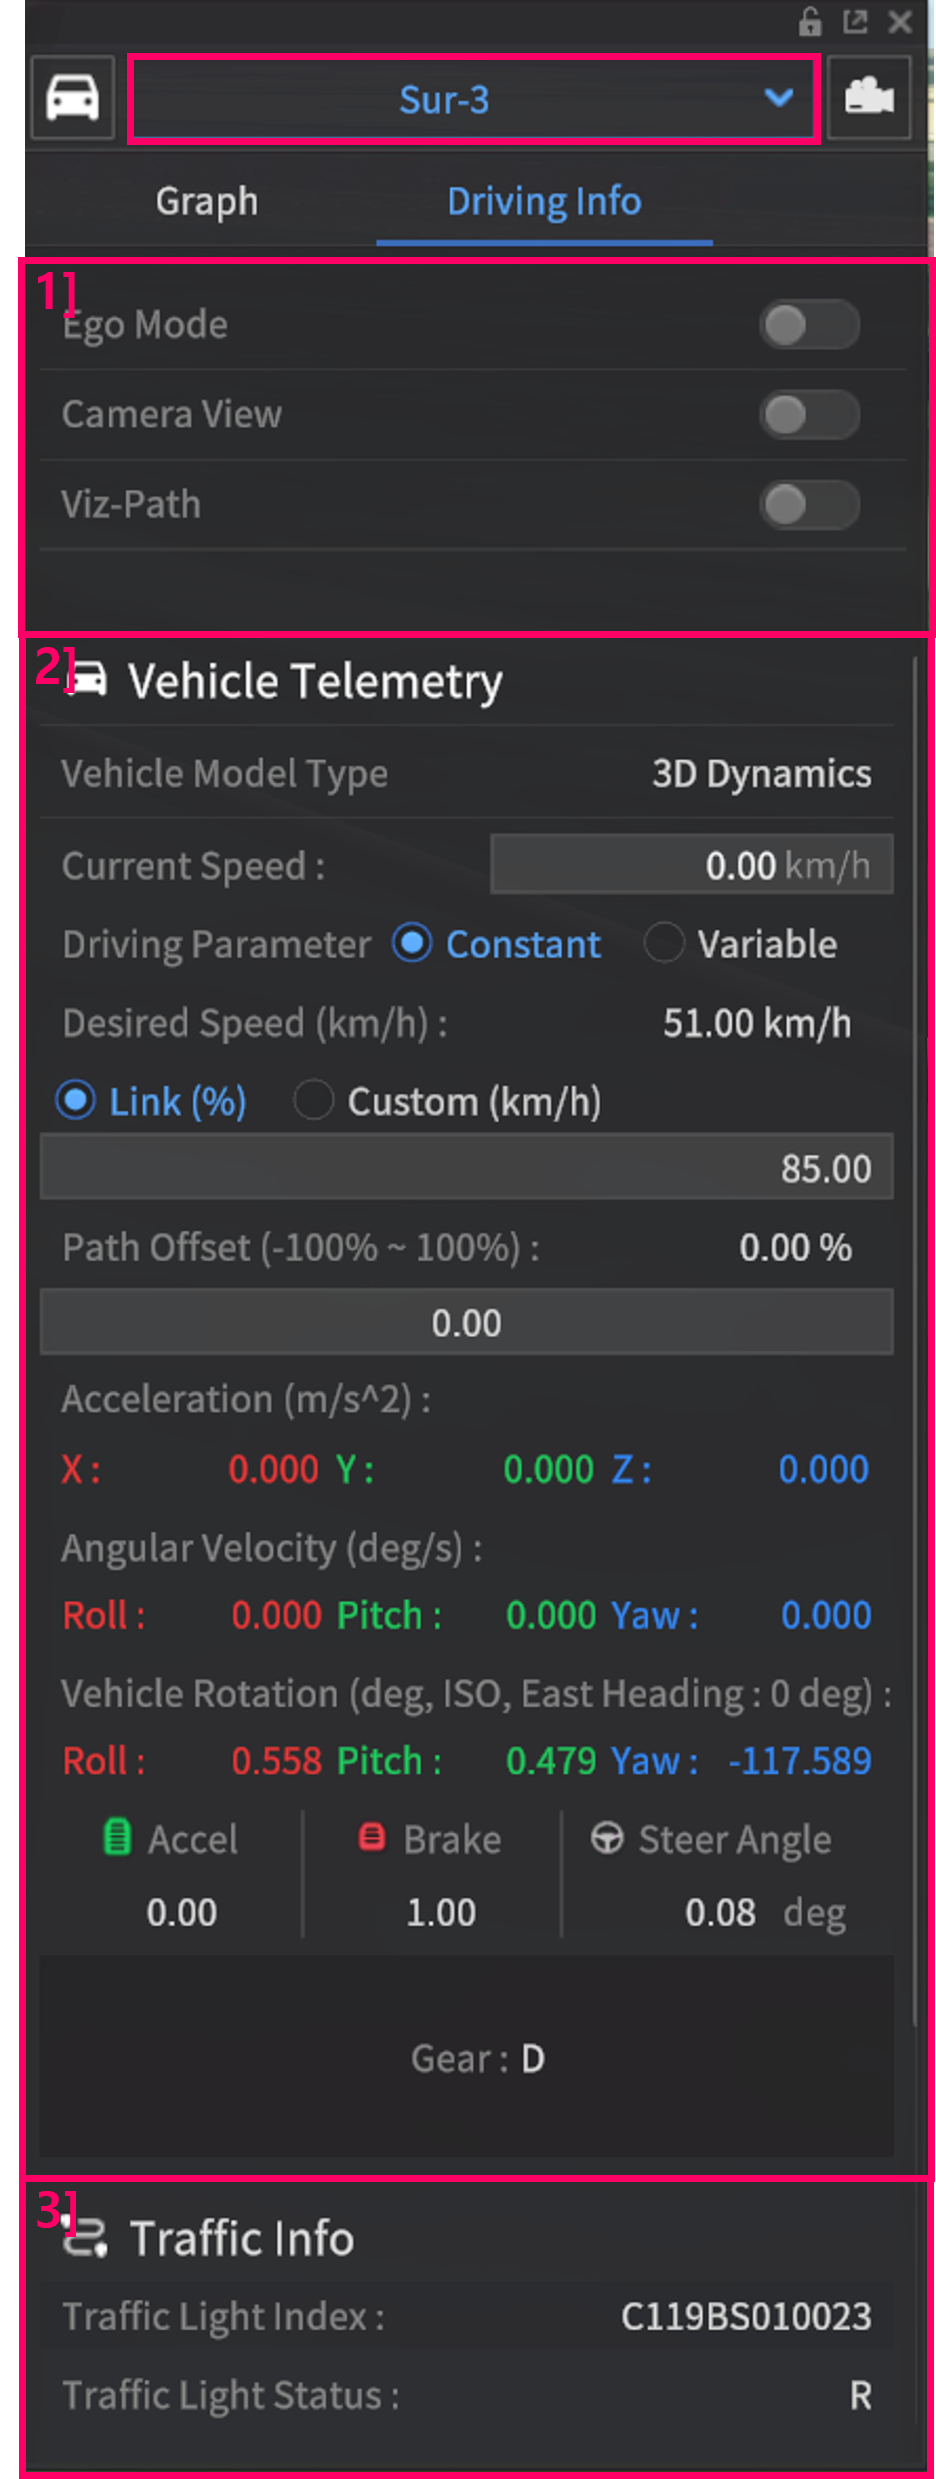 Sur-3
Graph Driving Info
1]
Ego Mode
Camera View
Viz-Path
2]
Vehicle Telemetry
Vehicle Model Type 3D Dynamics
Current Speed : 0.00 km/h
Driving Parameter Constant Variable
Desired Speed (km/h) : 51.00 km/h
Link (%) Custom (km/h)
85.00
Path Offset (-100% ~ 100%) : 0.00 %
0.00
Acceleration (m/s^2) :
X : 0.000 Y : 0.000 Z : 0.000
Angular Velocity (deg/s) :
Roll : 0.000 Pitch : 0.000 Yaw : 0.000
Vehicle Rotation (deg, ISO, East Heading : 0 deg) :
Roll : 0.558 Pitch : 0.479 Yaw : -117.589
Accel Brake Steer Angle
0.00 1.00 0.08 deg
Gear : D
3]
Traffic Info
Traffic Light Index : C119BS010023
Traffic Light Status : R